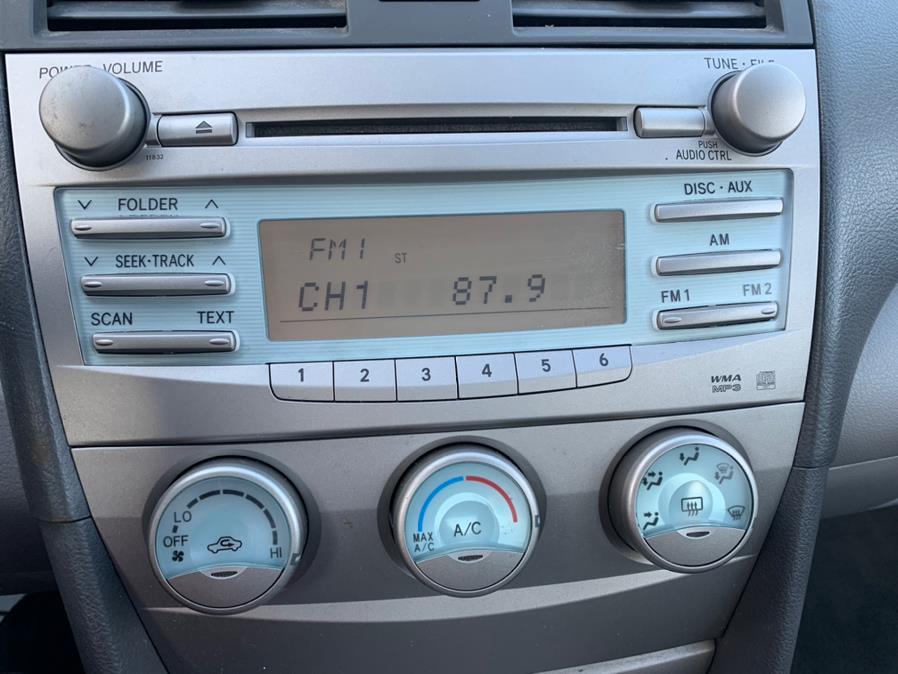 POWER · VOLUME
TUNE · FILE
11832
PUSH
AUDIO CTRL
FOLDER
DISC · AUX
SEEK · TRACK
AM
SCAN TEXT
FM1 FM2
FM1 ST
CH1 87.9
1 2 3 4 5 6
WMA
MP3
LO
OFF
HI
MAX
A/C
A/C